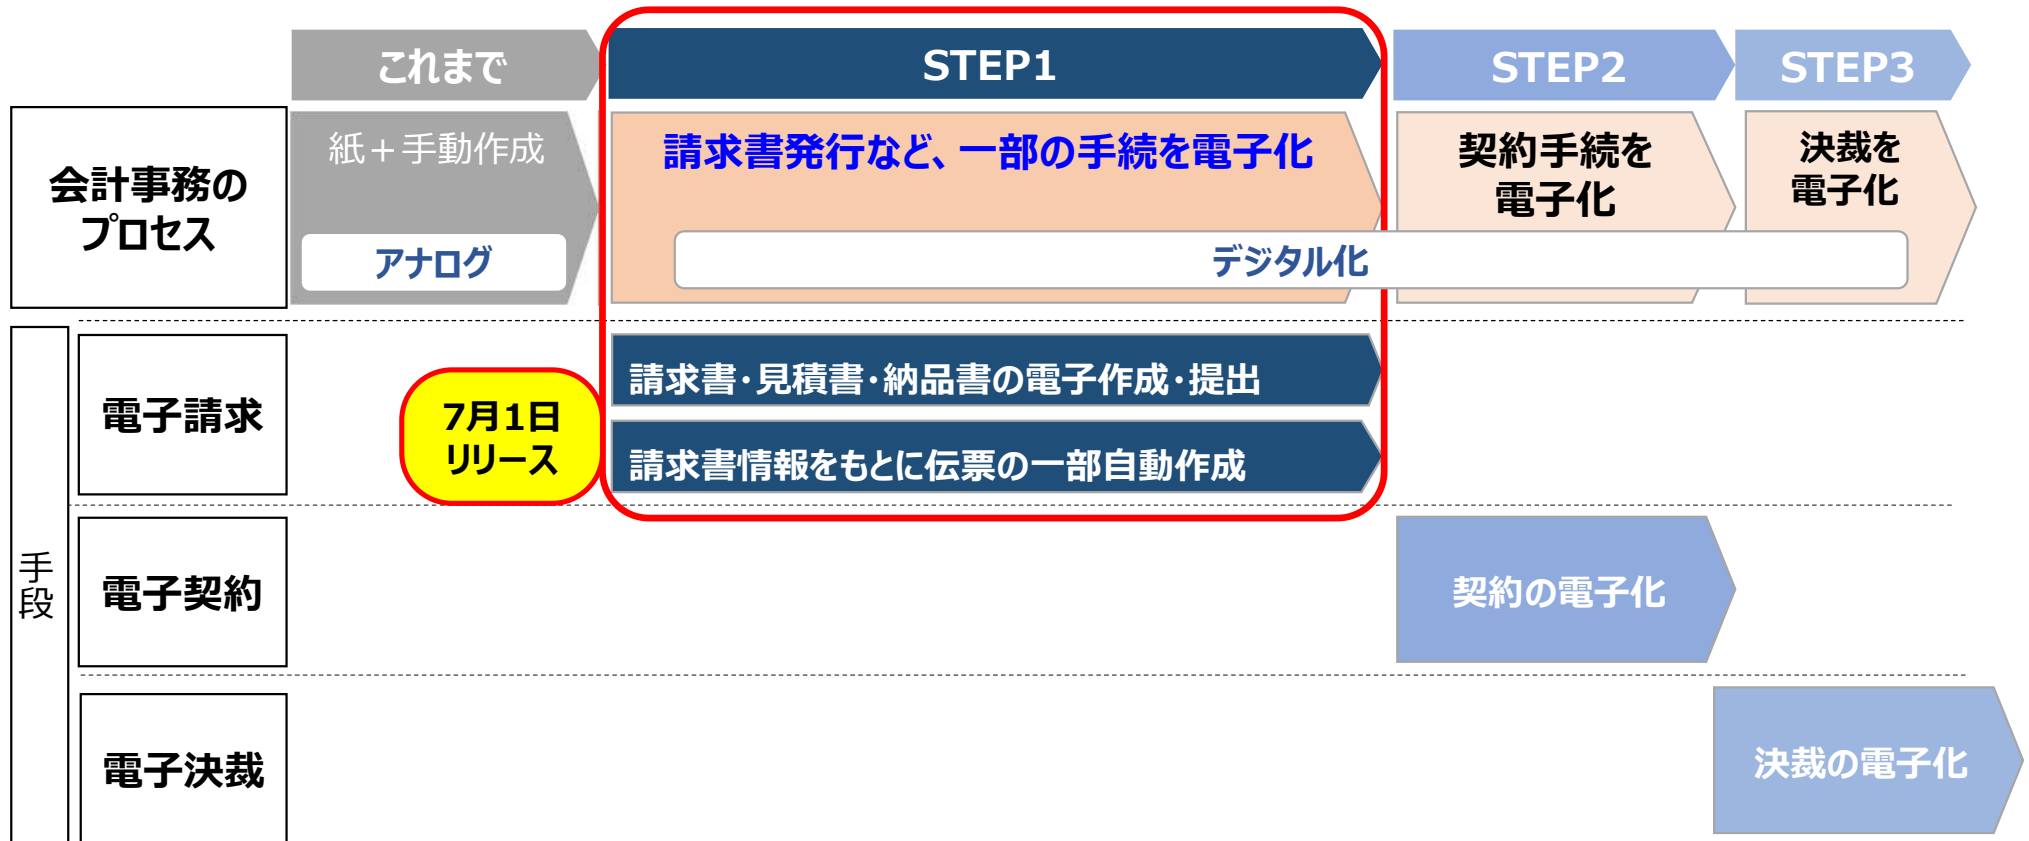 これまで
STEP1
STEP2
STEP3
会計事務の
プロセス
紙＋手動作成
アナログ
請求書発行など、一部の手続を電子化
契約手続を
電子化
決裁を
電子化
デジタル化
手段
電子請求
7月1日
リリース
請求書・見積書・納品書の電子作成・提出
請求書情報をもとに伝票の一部自動作成
電子契約
契約の電子化
電子決裁
決裁の電子化